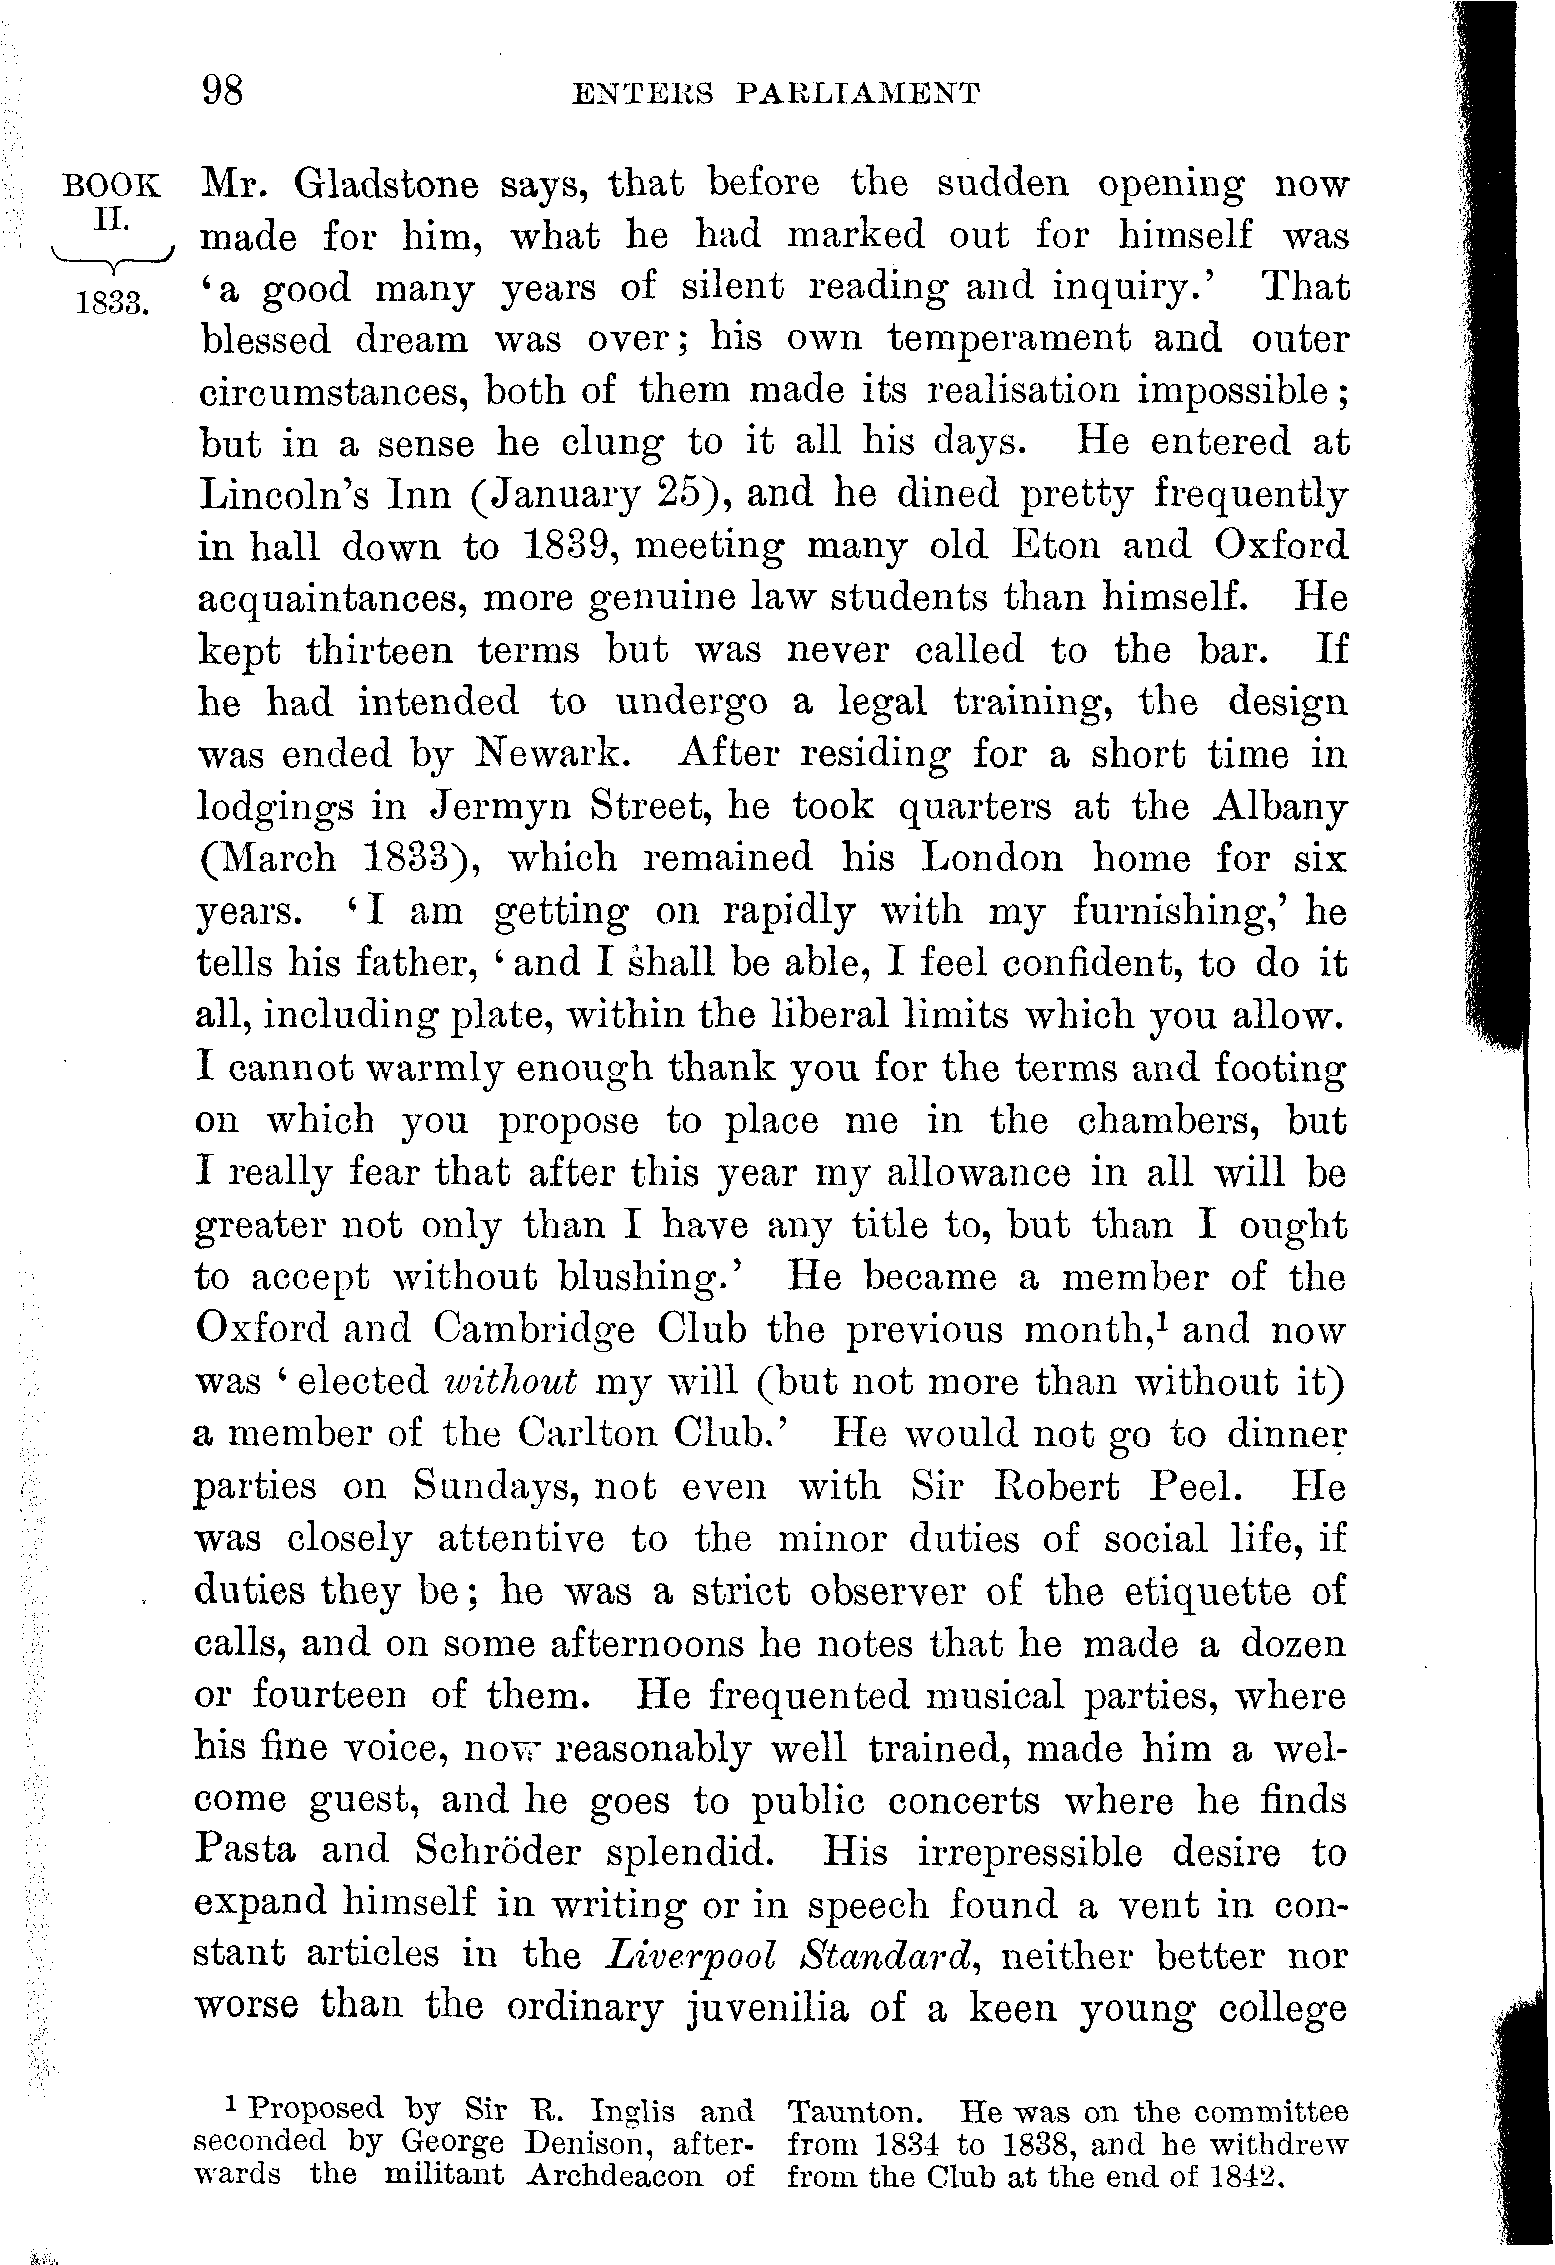 98 ENTERS PARLIAMENT
BOOK
II.
1833.
Mr. Gladstone says, that before the sudden opening now
made for him, what he had marked out for himself was
‘a good many years of silent reading and inquiry.’ That
blessed dream was over; his own temperament and outer
circumstances, both of them made its realisation impossible;
but in a sense he clung to it all his days. He entered at
Lincoln’s Inn (January 25), and he dined pretty frequently
in hall down to 1839, meeting many old Eton and Oxford
acquaintances, more genuine law students than himself. He
kept thirteen terms but was never called to the bar. If
he had intended to undergo a legal training, the design
was ended by Newark. After residing for a short time in
lodgings in Jermyn Street, he took quarters at the Albany
(March 1833), which remained his London home for six
years. ‘I am getting on rapidly with my furnishing,’ he
tells his father, ‘and I shall be able, I feel confident, to do it
all, including plate, within the liberal limits which you allow.
I cannot warmly enough thank you for the terms and footing
on which you propose to place me in the chambers, but
I really fear that after this year my allowance in all will be
greater not only than I have any title to, but than I ought
to accept without blushing.’ He became a member of the
Oxford and Cambridge Club the previous month,¹ and now
was ‘elected without my will (but not more than without it)
a member of the Carlton Club.’ He would not go to dinner
parties on Sundays, not even with Sir Robert Peel. He
was closely attentive to the minor duties of social life, if
duties they be; he was a strict observer of the etiquette of
calls, and on some afternoons he notes that he made a dozen
or fourteen of them. He frequented musical parties, where
his fine voice, now reasonably well trained, made him a wel-
come guest, and he goes to public concerts where he finds
Pasta and Schröder splendid. His irrepressible desire to
expand himself in writing or in speech found a vent in con-
stant articles in the Liverpool Standard, neither better nor
worse than the ordinary juvenilia of a keen young college
¹ Proposed by Sir R. Inglis and
seconded by George Denison, after-
wards the militant Archdeacon of
Taunton. He was on the committee
from 1834 to 1838, and he withdrew
from the Club at the end of 1842.